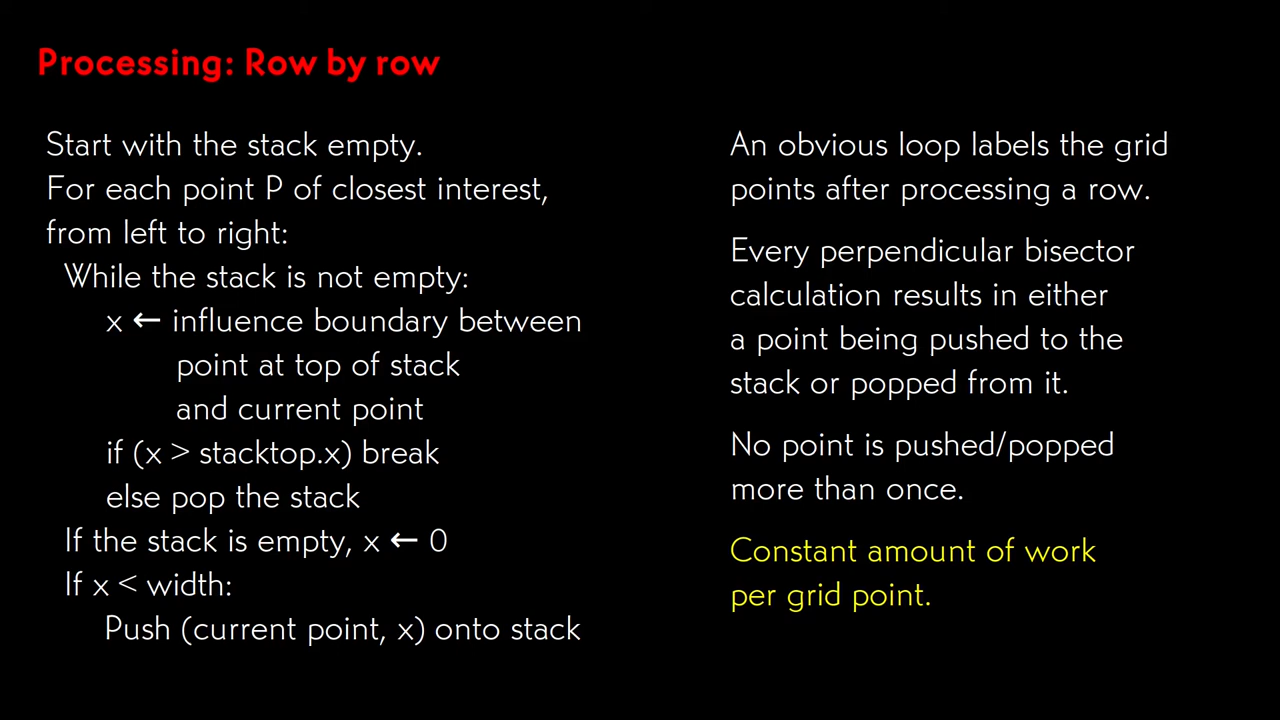 Processing: Row by row
Start with the stack empty.
For each point P of closest interest,
from left to right:
While the stack is not empty:
x ← influence boundary between
point at top of stack
and current point
if (x > stacktop.x) break
else pop the stack
If the stack is empty, x ← 0
If x < width:
Push (current point, x) onto stack
An obvious loop labels the grid
points after processing a row.
Every perpendicular bisector
calculation results in either
a point being pushed to the
stack or popped from it.
No point is pushed/popped
more than once.
Constant amount of work
per grid point.